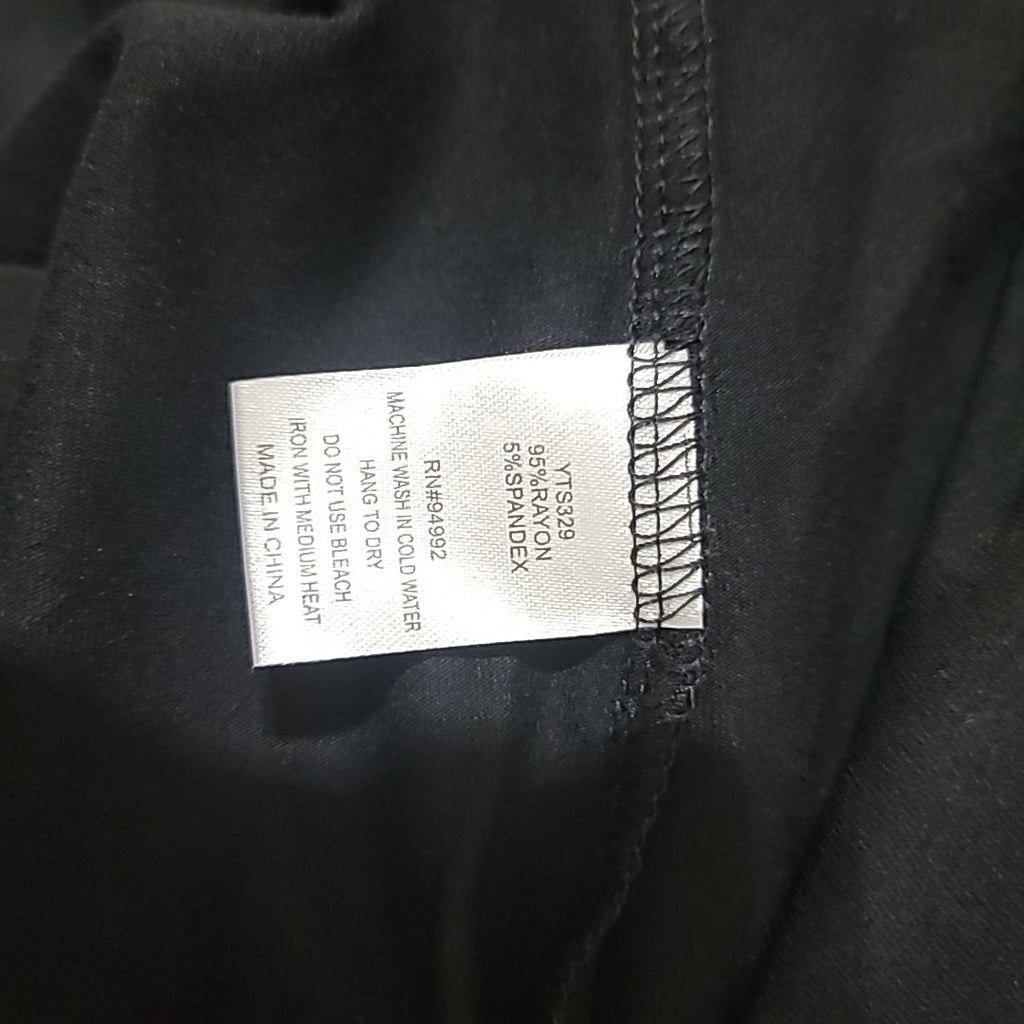 YTS329
95%RAYON
5%SPANDEX
RN#94992
MACHINE WASH IN COLD WATER
HANG TO DRY
DO NOT USE BLEACH
IRON WITH MEDIUM HEAT
MADE IN CHINA